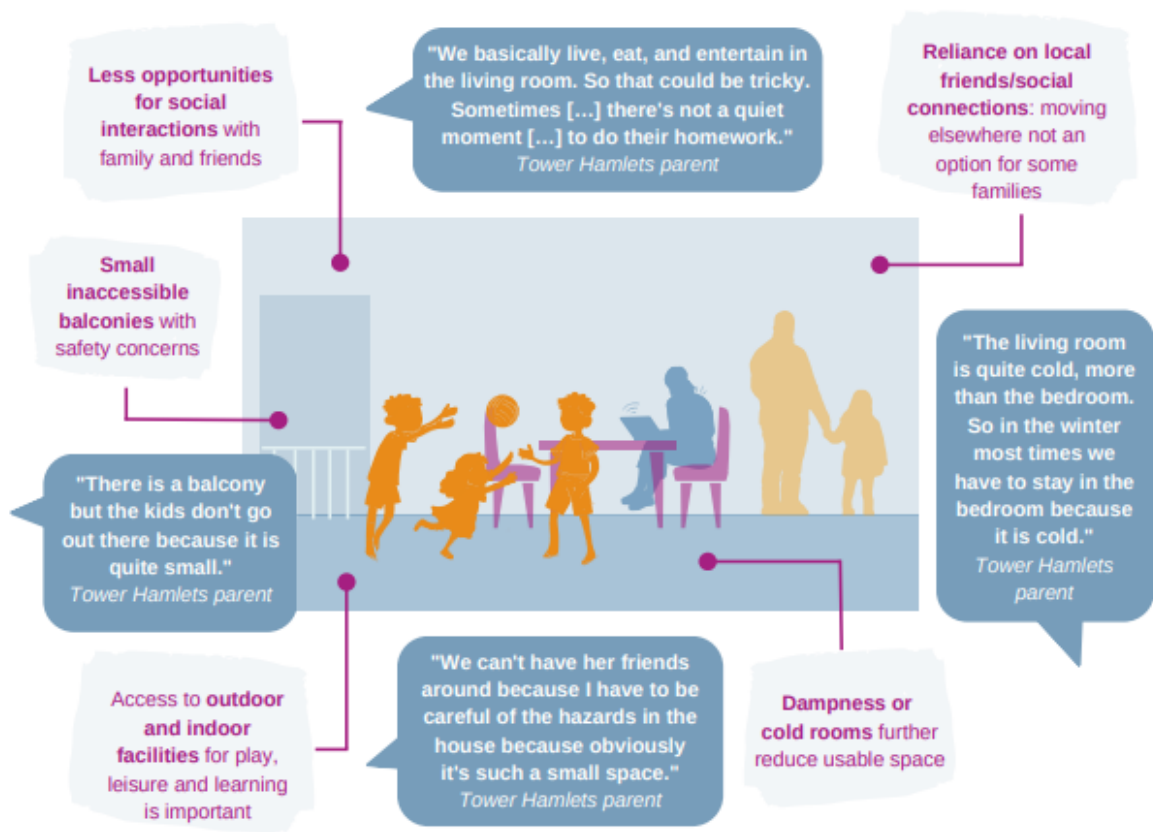 Less opportunities
for social
interactions with
family and friends
"We basically live, eat, and entertain in
the living room. So that could be tricky.
Sometimes [...] there's not a quiet
moment [...] to do their homework."
Tower Hamlets parent
Reliance on local
friends/social
connections: moving
elsewhere not an
option for some
families
Small
inaccessible
balconies with
safety concerns
"The living room
is quite cold, more
than the bedroom.
So in the winter
most times we
have to stay in the
bedroom because
it is cold."
Tower Hamlets
parent
"There is a balcony
but the kids don't go
out there because it is
quite small."
Tower Hamlets parent
Access to outdoor
and indoor
facilities for play,
leisure and learning
is important
"We can't have her friends
around because I have to be
careful of the hazards in the
house because obviously
it's such a small space."
Tower Hamlets parent
Dampness or
cold rooms further
reduce usable space